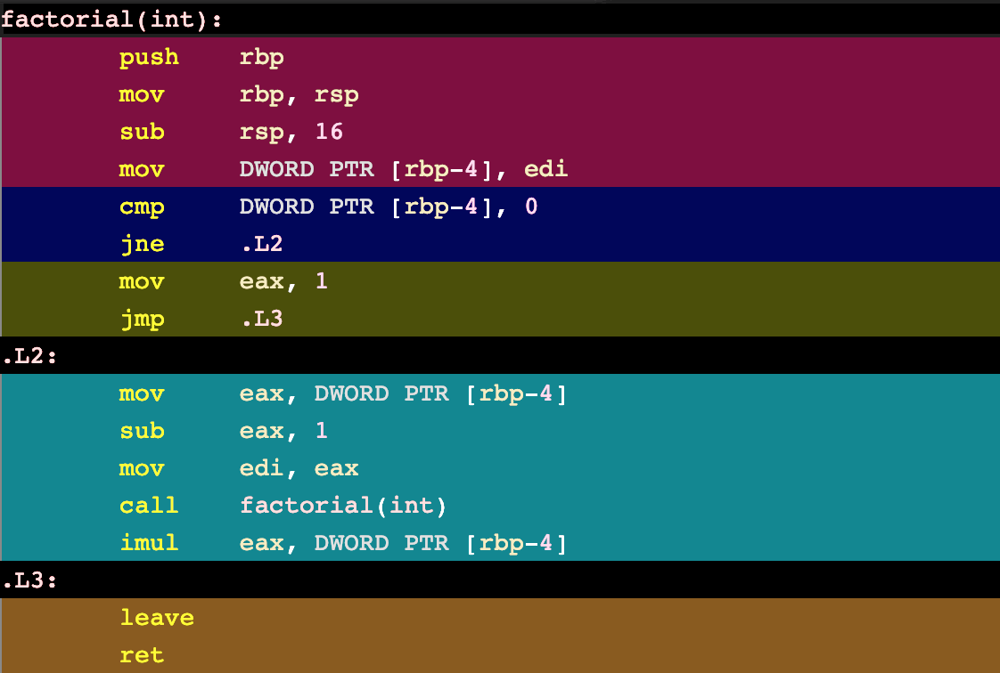 factorial(int):
push rbp
mov rbp, rsp
sub rsp, 16
mov DWORD PTR [rbp-4], edi
cmp DWORD PTR [rbp-4], 0
jne .L2
mov eax, 1
jmp .L3
.L2:
mov eax, DWORD PTR [rbp-4]
sub eax, 1
mov edi, eax
call factorial(int)
imul eax, DWORD PTR [rbp-4]
.L3:
leave
ret